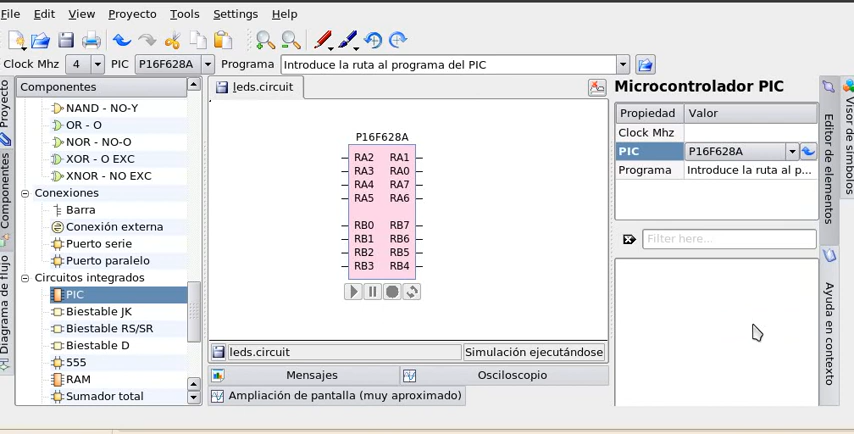 File Edit View Proyecto Tools Settings Help
Clock Mhz 4 PIC P16F628A Programa Introduce la ruta al programa del PIC
Proyecto
Componentes
Diagrama de flujo
Componentes
NAND - NO-Y
OR - O
NOR - NO-O
XOR - O EXC
XNOR - NO EXC
Conexiones
Barra
Conexión externa
Puerto serie
Puerto paralelo
Circuitos integrados
PIC
Biestable JK
Biestable RS/SR
Biestable D
555
RAM
Sumador total
leds.circuit
P16F628A
RA2 RA1
RA3 RA0
RA4 RA7
RA5 RA6
RB0 RB7
RB1 RB6
RB2 RB5
RB3 RB4
leds.circuit Simulación ejecutándose
Mensajes Osciloscopio
Ampliación de pantalla (muy aproximado)
Microcontrolador PIC
Propiedad Valor
Clock Mhz
PIC P16F628A
Programa Introduce la ruta al p...
Filter here...
Editor de elementos
Ayuda en contexto
Visor de símbolos